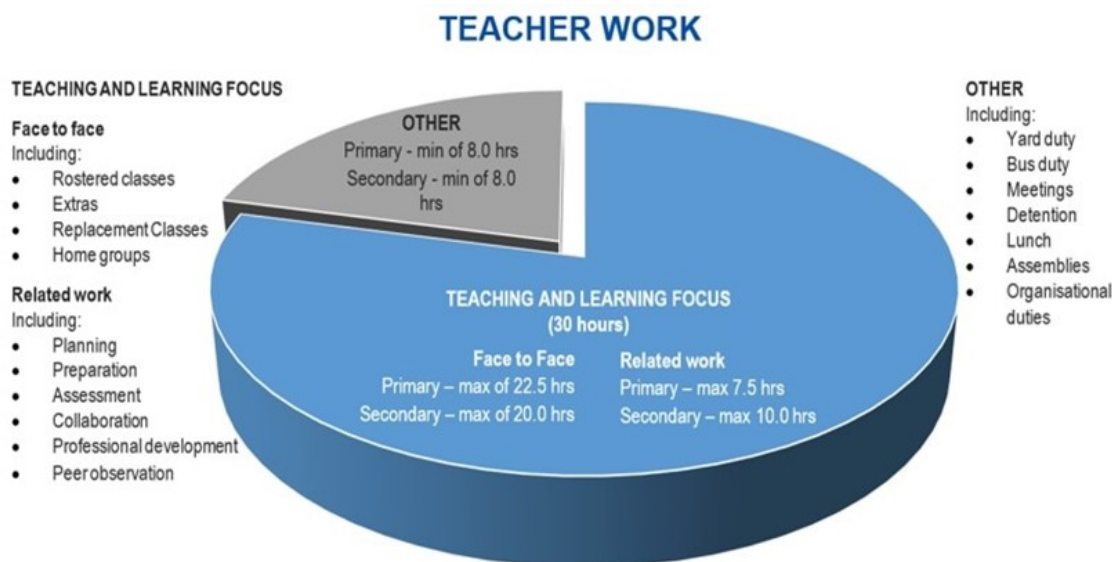 TEACHER WORK
TEACHING AND LEARNING FOCUS
Face to face
Including:
• Rostered classes
• Extras
• Replacement Classes
• Home groups
Related work
Including:
• Planning
• Preparation
• Assessment
• Collaboration
• Professional development
• Peer observation
OTHER
Primary - min of 8.0 hrs
Secondary - min of 8.0
hrs
TEACHING AND LEARNING FOCUS
(30 hours)
Face to Face
Primary – max of 22.5 hrs
Secondary – max of 20.0 hrs
Related work
Primary – max 7.5 hrs
Secondary – max 10.0 hrs
OTHER
Including:
• Yard duty
• Bus duty
• Meetings
• Detention
• Lunch
• Assemblies
• Organisational
duties